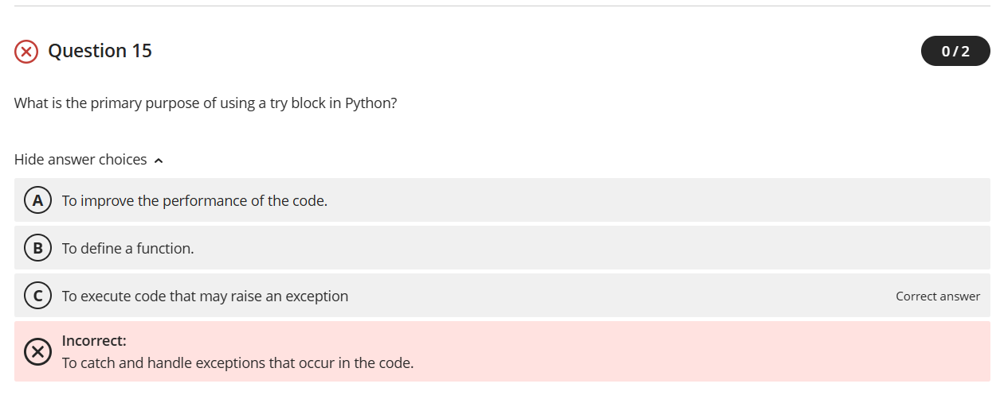 Question 15
0 / 2
What is the primary purpose of using a try block in Python?
Hide answer choices
A To improve the performance of the code.
B To define a function.
C To execute code that may raise an exception Correct answer
Incorrect:
To catch and handle exceptions that occur in the code.